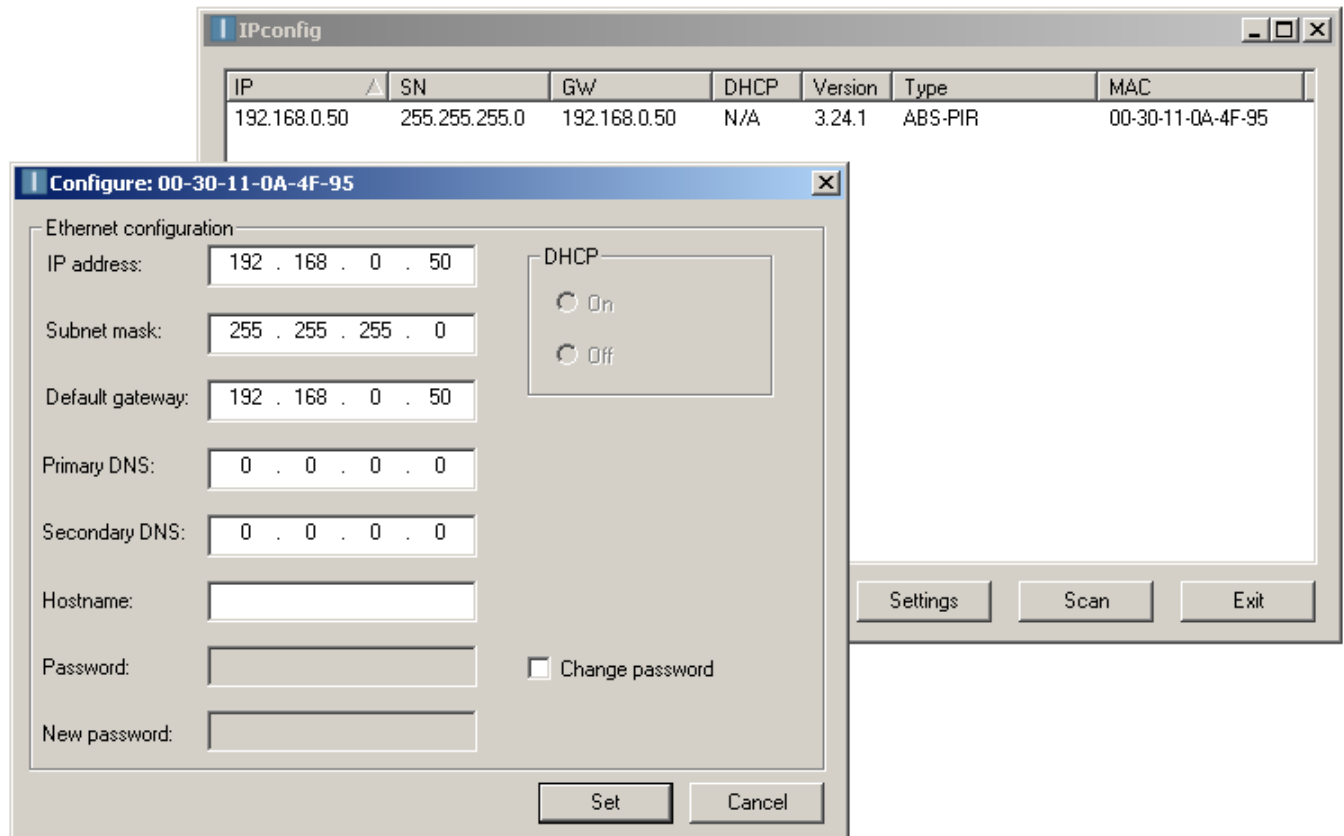 IPconfig
IP SN GW DHCP Version Type MAC
192.168.0.50 255.255.255.0 192.168.0.50 N/A 3.24.1 ABS-PIR 00-30-11-0A-4F-95
Configure: 00-30-11-0A-4F-95
Ethernet configuration
IP address: 192 . 168 . 0 . 50
DHCP
On
Subnet mask: 255 . 255 . 255 . 0
Off
Default gateway: 192 . 168 . 0 . 50
Primary DNS: 0 . 0 . 0 . 0
Secondary DNS: 0 . 0 . 0 . 0
Hostname:
Password:
Change password
New password:
Set Cancel
Settings Scan Exit